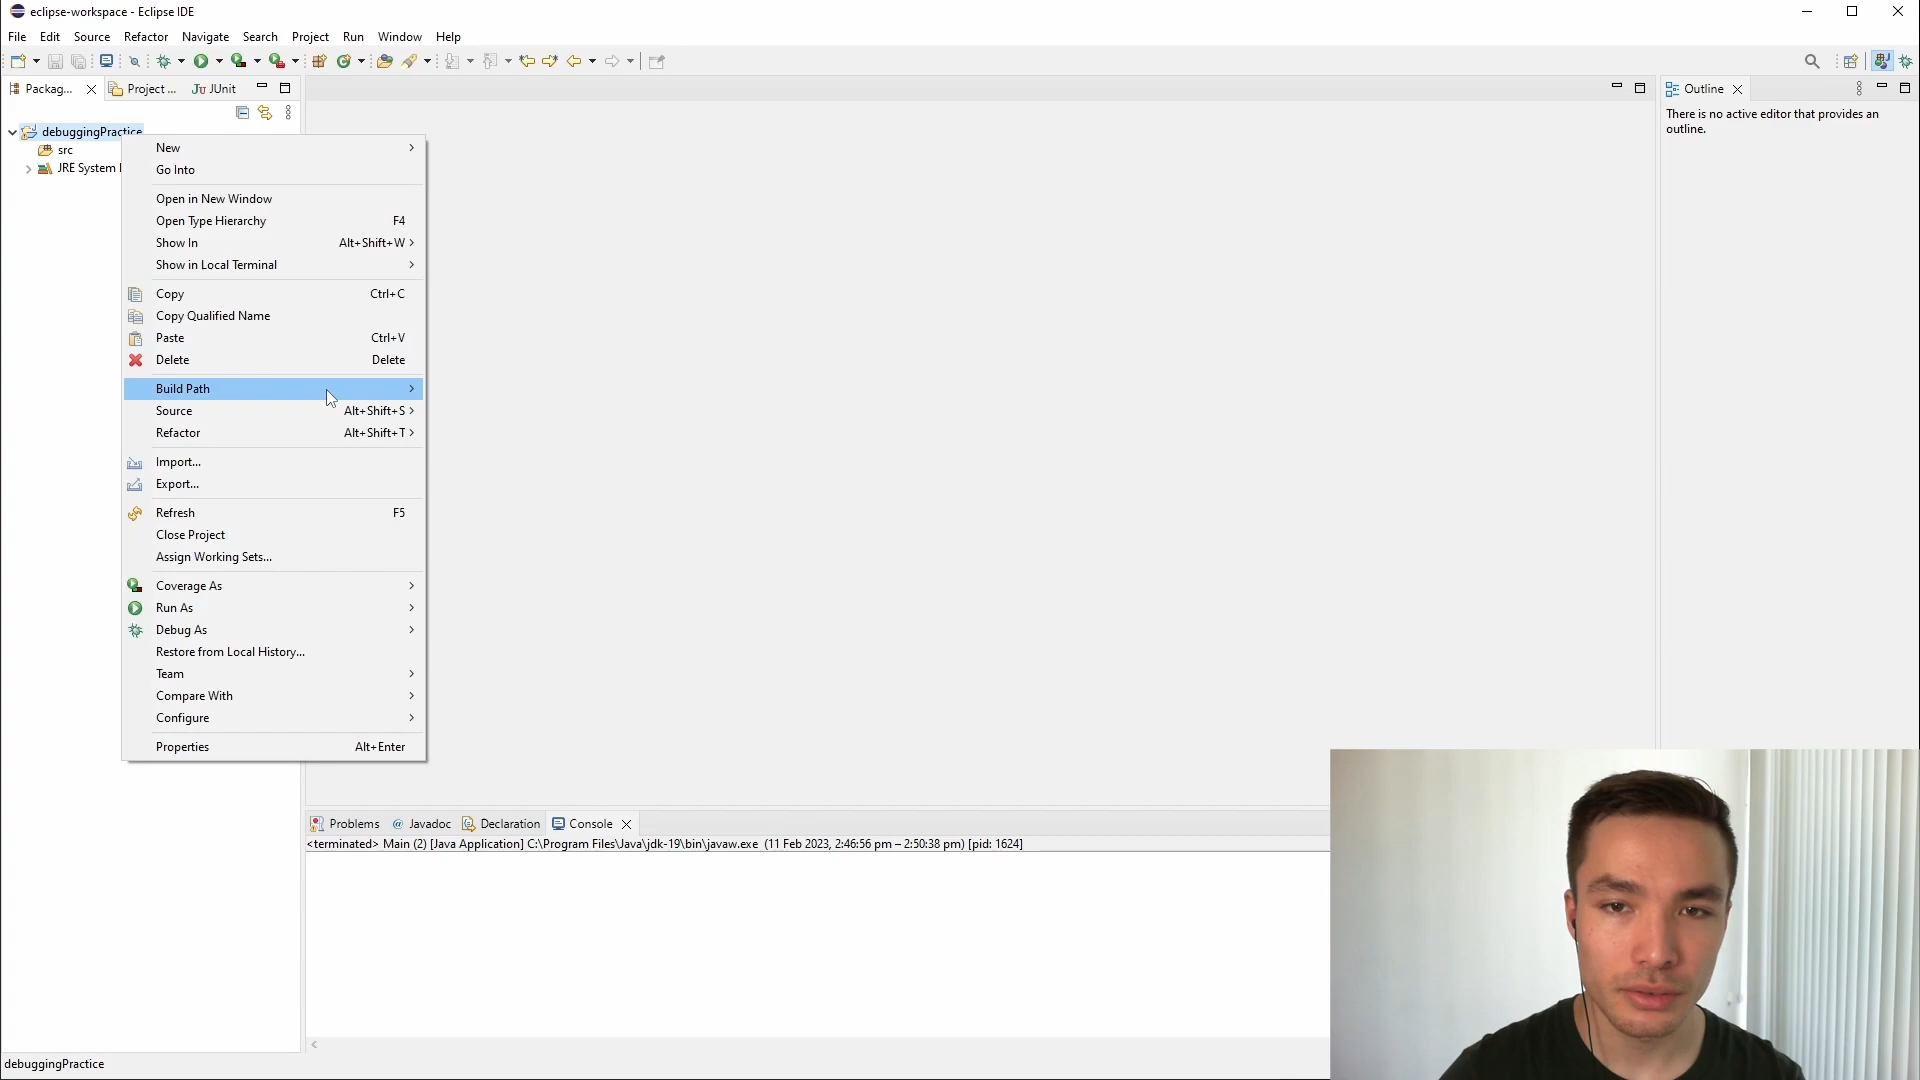 eclipse-workspace - Eclipse IDE
File Edit Source Refactor Navigate Search Project Run Window Help
Packag... Project ... JUnit
Outline
There is no active editor that provides an
outline.
debuggingPractice
src
JRE System
New
Go Into
Open in New Window
Open Type Hierarchy F4
Show In Alt+Shift+W
Show in Local Terminal
Copy Ctrl+C
Copy Qualified Name
Paste Ctrl+V
Delete Delete
Build Path
Source Alt+Shift+S
Refactor Alt+Shift+T
Import...
Export...
Refresh F5
Close Project
Assign Working Sets...
Coverage As
Run As
Debug As
Restore from Local History...
Team
Compare With
Configure
Properties Alt+Enter
Problems @ Javadoc Declaration Console
<terminated> Main (2) [Java Application] C:\Program Files\Java\jdk-19\bin\javaw.exe (11 Feb 2023, 2:46:56 pm – 2:50:38 pm) [pid: 1624]
debuggingPractice